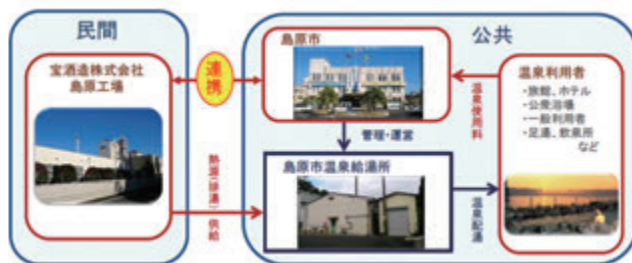 民間
宝酒造株式会社
島原工場
連携
熱源(排湯)供給
公共
島原市
管理・運営
島原市温泉給湯所
温泉使用料
温泉配湯
温泉利用者
・旅館、ホテル
・公衆浴場
・一般利用者
・足湯、飲泉所
など